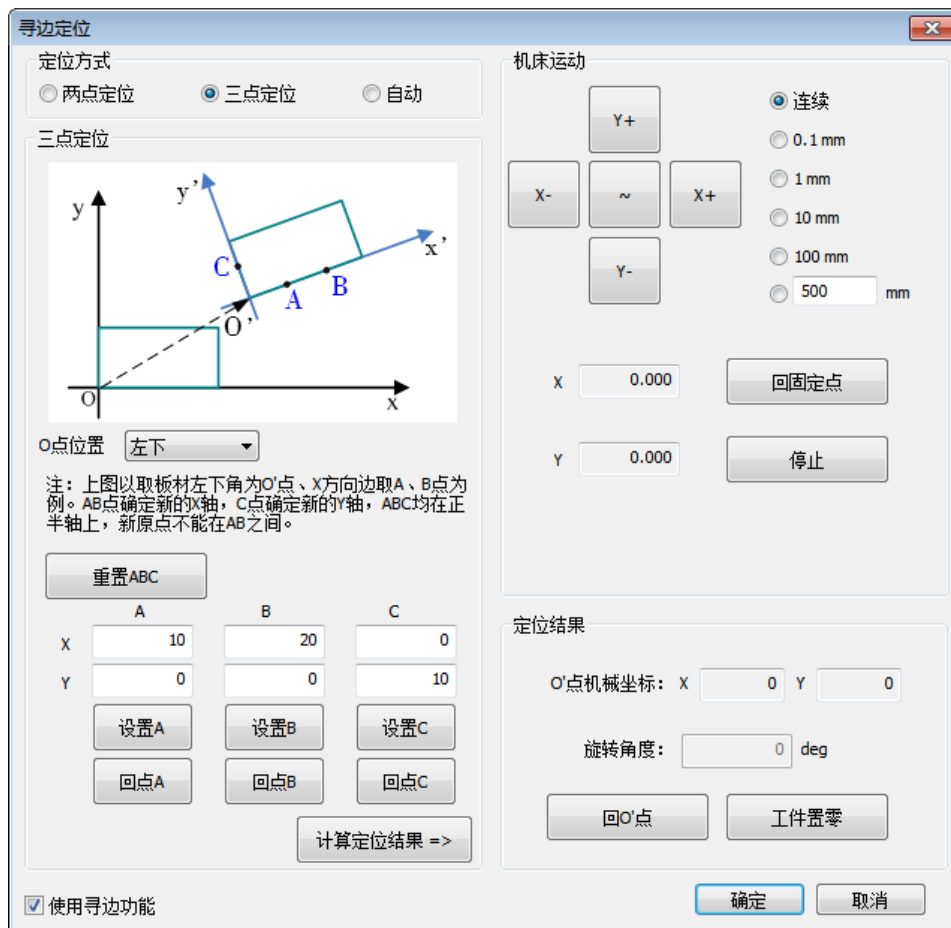 寻边定位
定位方式
两点定位 三点定位 自动
三点定位
y y’ x’
C A B
O’
O x
O点位置 左下
注：上图以取板材左下角为O'点、X方向边取A、B点为
例。AB点确定新的X轴，C点确定新的Y轴，ABC均在正
半轴上，新原点不能在AB之间。
重置ABC
A B C
X 10 20 0
Y 0 0 10
设置A 设置B 设置C
回点A 回点B 回点C
计算定位结果 =>
使用寻边功能
机床运动
Y+
X- ~ X+
Y-
连续
0.1 mm
1 mm
10 mm
100 mm
500 mm
X 0.000 回固定点
Y 0.000 停止
定位结果
O'点机械坐标： X 0 Y 0
旋转角度： 0 deg
回O'点 工件置零
确定 取消